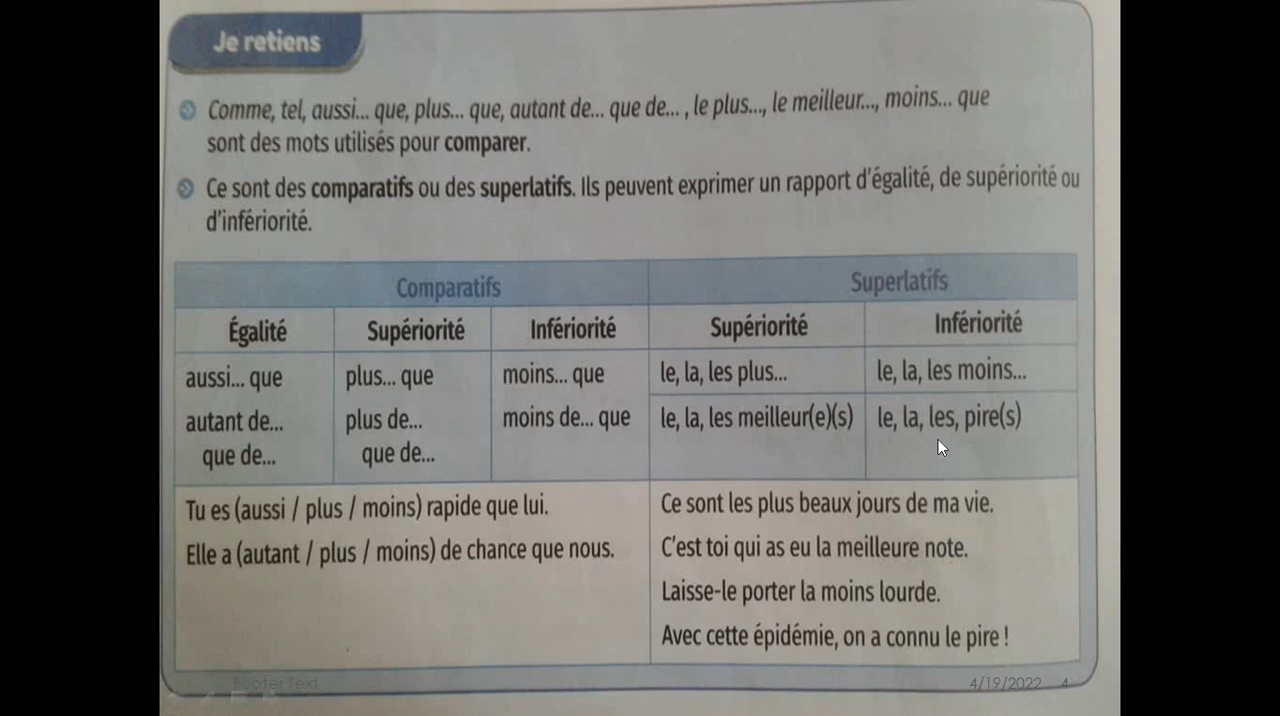 Je retiens
Comme, tel, aussi... que, plus... que, autant de... que de... , le plus..., le meilleur..., moins... que
sont des mots utilisés pour comparer.
Ce sont des comparatifs ou des superlatifs. Ils peuvent exprimer un rapport d'égalité, de supériorité ou
d'infériorité.
Comparatifs
Superlatifs
Égalité
Supériorité
Infériorité
Supériorité
Infériorité
aussi... que
plus... que
moins... que
le, la, les plus...
le, la, les moins...
autant de...
que de...
plus de...
que de...
moins de... que
le, la, les meilleur(e)(s)
le, la, les, pire(s)
Tu es (aussi / plus / moins) rapide que lui.
Elle a (autant / plus / moins) de chance que nous.
Ce sont les plus beaux jours de ma vie.
C'est toi qui as eu la meilleure note.
Laisse-le porter la moins lourde.
Avec cette épidémie, on a connu le pire !
Footer Text
4/19/2022
4